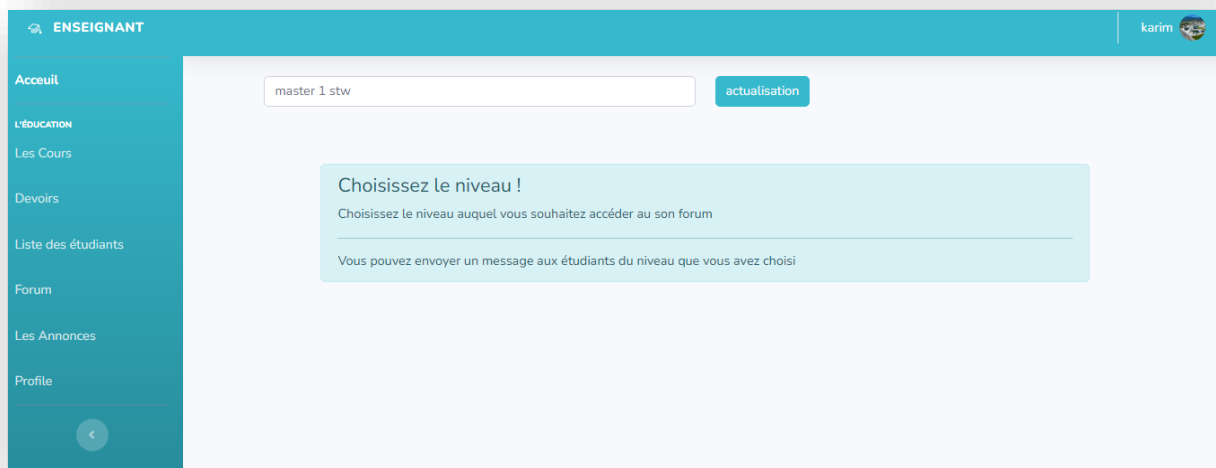 ENSEIGNANT
karim
Acceuil
L'ÉDUCATION
Les Cours
Devoirs
Liste des étudiants
Forum
Les Annonces
Profile
master 1 stw
actualisation
Choisissez le niveau !
Choisissez le niveau auquel vous souhaitez accéder au son forum
Vous pouvez envoyer un message aux étudiants du niveau que vous avez choisi